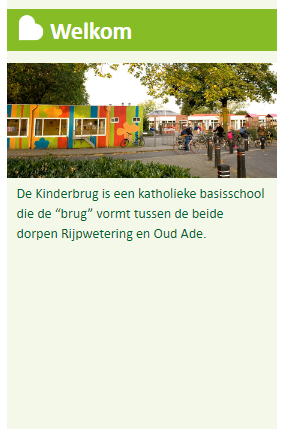 Welkom
De Kinderbrug is een katholieke basisschool
die de “brug” vormt tussen de beide
dorpen Rijpwetering en Oud Ade.